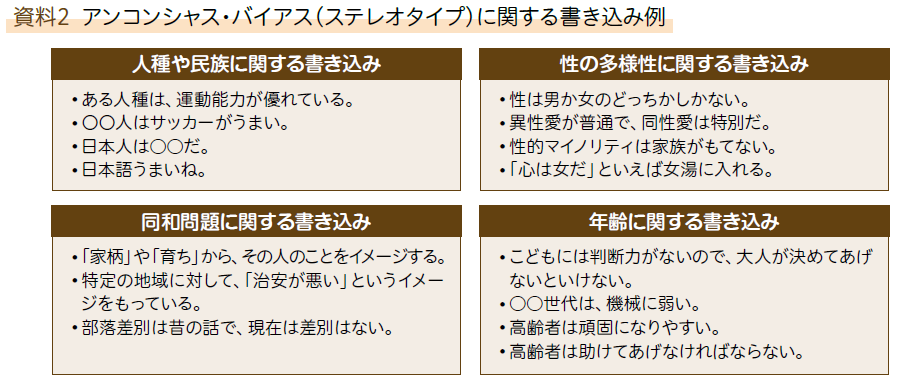 資料2 アンコンシャス・バイアス(ステレオタイプ)に関する書き込み例
人種や民族に関する書き込み
・ある人種は、運動能力が優れている。
・〇〇人はサッカーがうまい。
・日本人は〇〇だ。
・日本語うまいね。
性の多様性に関する書き込み
・性は男か女のどっちかしかない。
・異性愛が普通で、同性愛は特別だ。
・性的マイノリティは家族がもてない。
・「心は女だ」といえば女湯に入れる。
同和問題に関する書き込み
・「家柄」や「育ち」から、その人のことをイメージする。
・特定の地域に対して、「治安が悪い」というイメー
ジをもっている。
・部落差別は昔の話で、現在は差別はない。
年齢に関する書き込み
・こどもには判断力がないので、大人が決めてあげ
ないといけない。
・〇〇世代は、機械に弱い。
・高齢者は頑固になりやすい。
・高齢者は助けてあげなければならない。